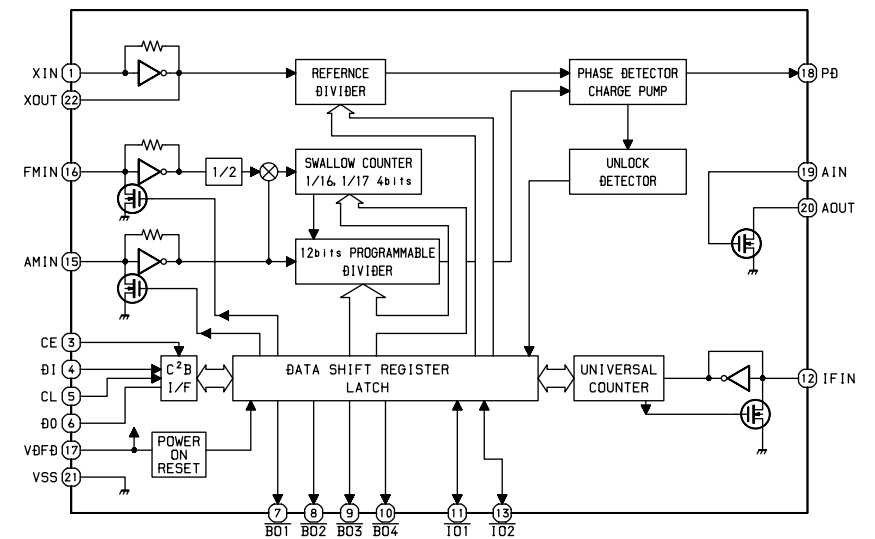 XIN 1
REFERNCE
DIVIDER
PHASE DETECTOR
CHARGE PUMP
18 PD
XOUT 22
FMIN 16
1/2
SWALLOW COUNTER
1/16, 1/17 4bits
UNLOCK
DETECTOR
19 AIN
20 AOUT
AMIN 15
12bits PROGRAMMABLE
DIVIDER
CE 3
DI 4
CL 5
DO 6
C2B
I/F
DATA SHIFT REGISTER
LATCH
UNIVERSAL
COUNTER
12 IFIN
VDFD 17
POWER
ON
RESET
VSS 21
7 8 9 10 11 13
BO1 BO2 BO3 BO4 IO1 IO2